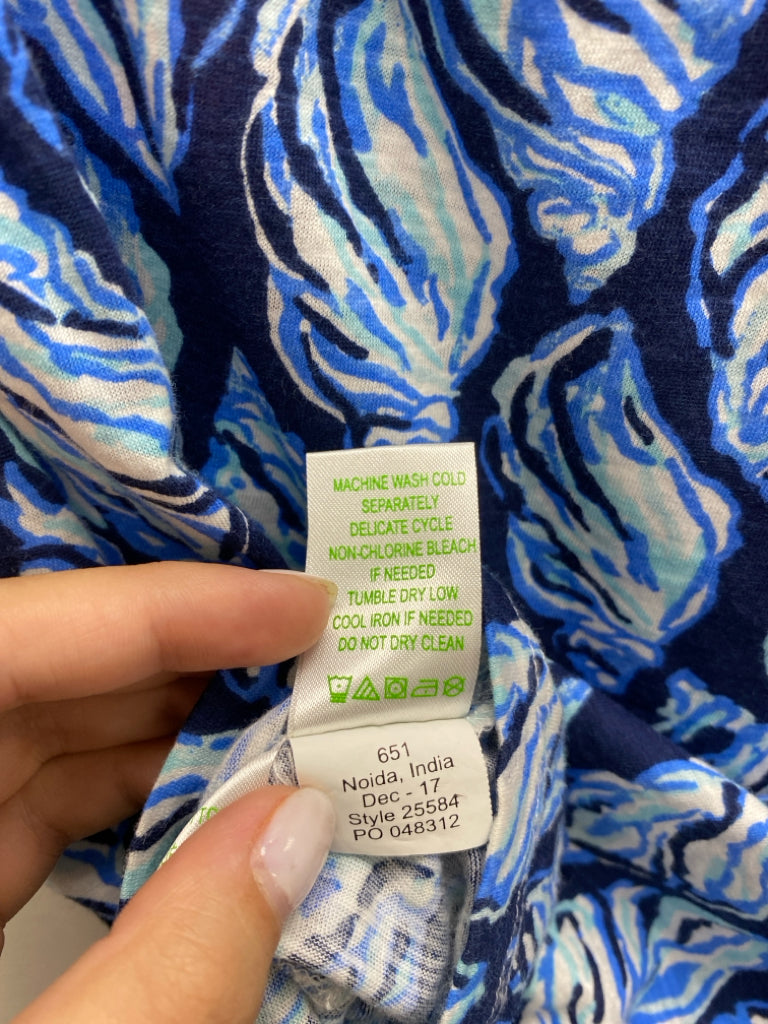 MACHINE WASH COLD
SEPARATELY
DELICATE CYCLE
NON-CHLORINE BLEACH
IF NEEDED
TUMBLE DRY LOW
COOL IRON IF NEEDED
DO NOT DRY CLEAN
651
Noida, India
Dec - 17
Style 25584
PO 048312